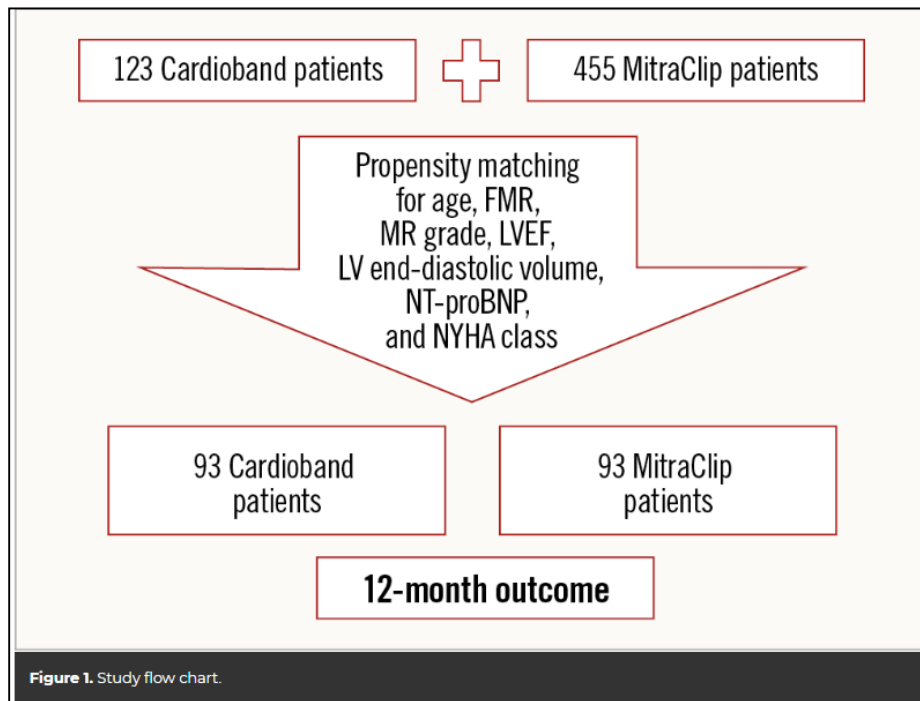 123 Cardioband patients
455 MitraClip patients
Propensity matching
for age, FMR,
MR grade, LVEF,
LV end-diastolic volume,
NT-proBNP,
and NYHA class
93 Cardioband
patients
93 MitraClip
patients
12-month outcome
Figure 1. Study flow chart.